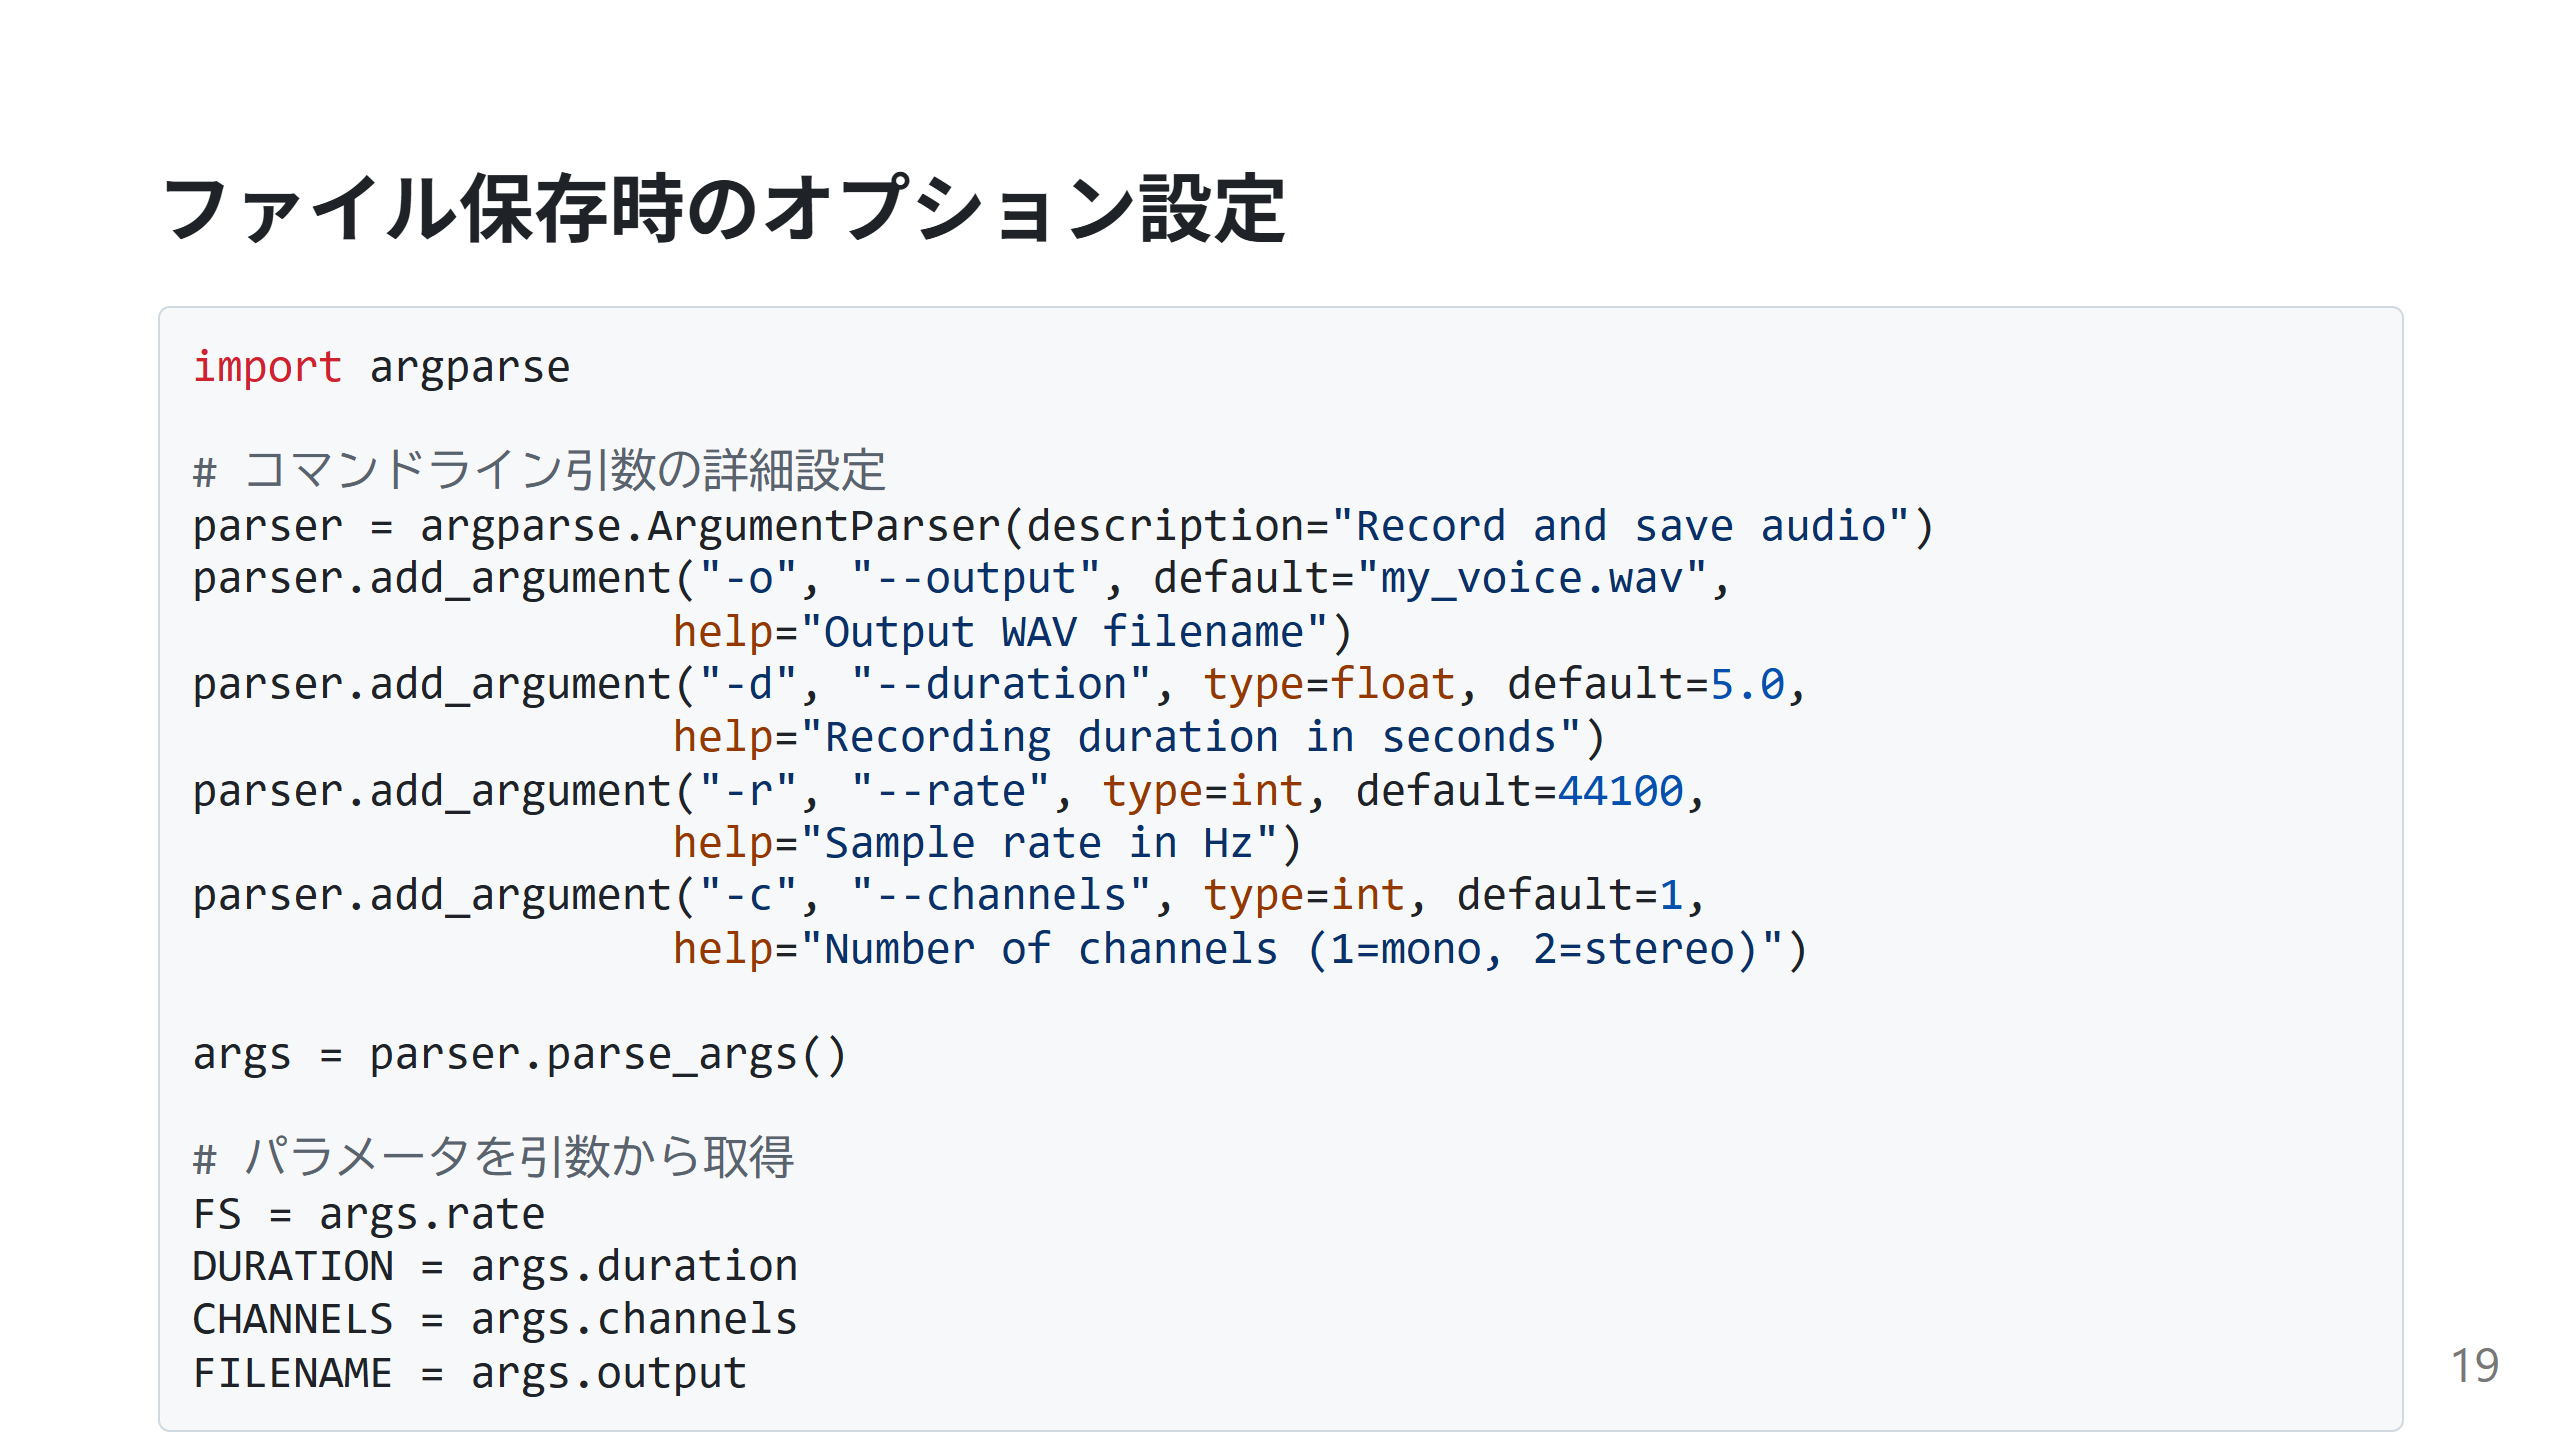 ファイル保存時のオプション設定
import argparse
# コマンドライン引数の詳細設定
parser = argparse.ArgumentParser(description="Record and save audio")
parser.add_argument("-o", "--output", default="my_voice.wav",
                   help="Output WAV filename")
parser.add_argument("-d", "--duration", type=float, default=5.0,
                   help="Recording duration in seconds")
parser.add_argument("-r", "--rate", type=int, default=44100,
                   help="Sample rate in Hz")
parser.add_argument("-c", "--channels", type=int, default=1,
                   help="Number of channels (1=mono, 2=stereo)")
args = parser.parse_args()
# パラメータを引数から取得
FS = args.rate
DURATION = args.duration
CHANNELS = args.channels
FILENAME = args.output
19